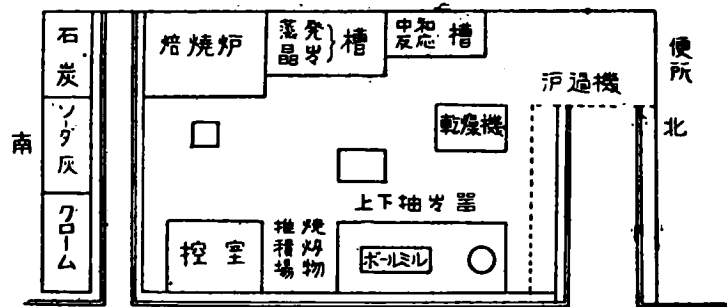 石炭
ソーダ灰
クローム
南
焙焼炉
蒸発
晶出
}槽
中和
反応
槽
沪過機
便所
北
乾燥機
上下抽出器
控室
焼炉物
堆積場
ボールミル